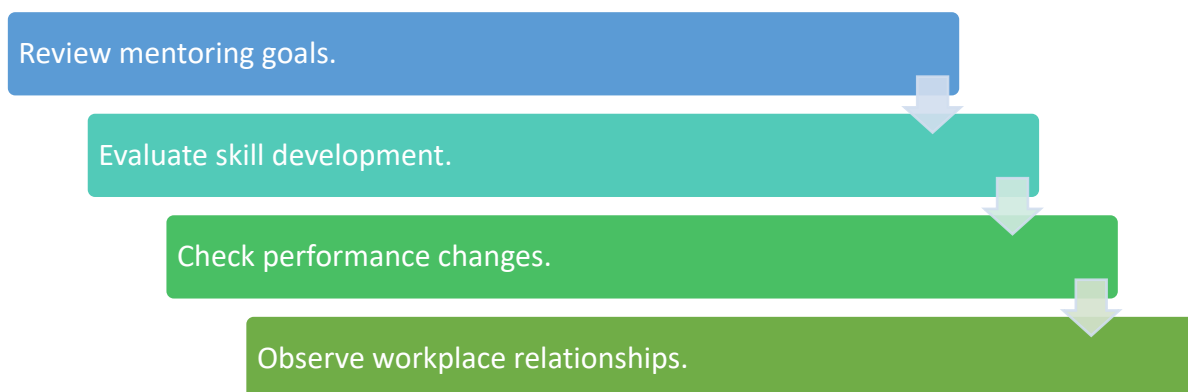 Review mentoring goals.
Evaluate skill development.
Check performance changes.
Observe workplace relationships.